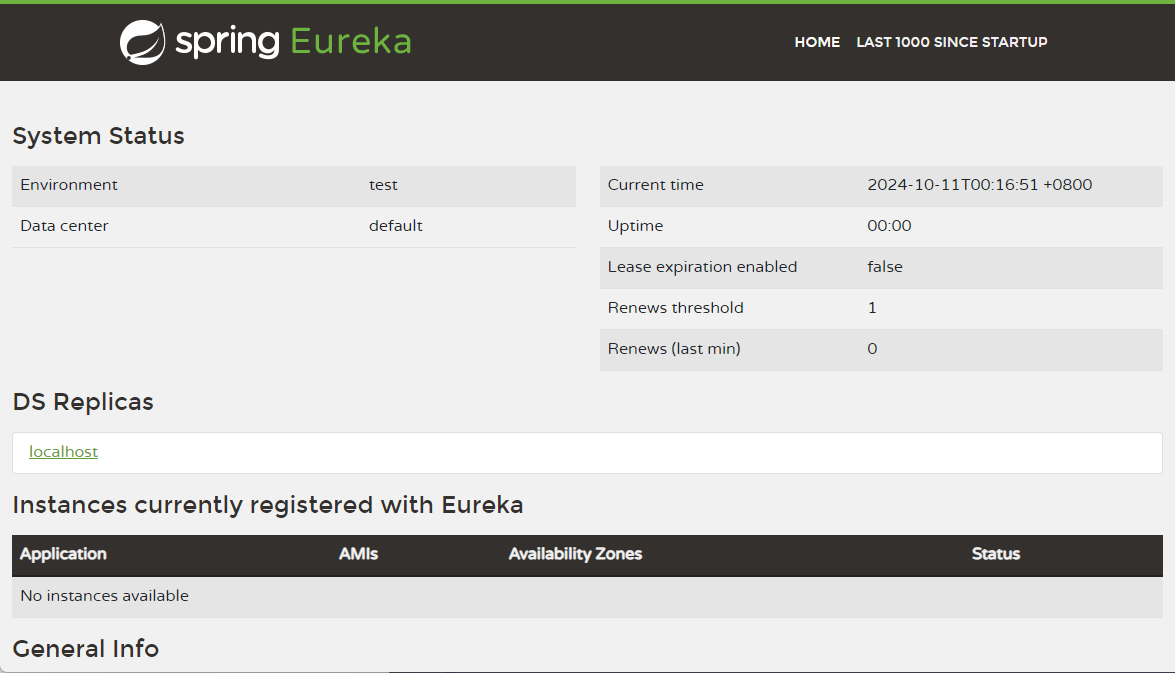 spring Eureka HOME LAST 1000 SINCE STARTUP
System Status
Environment test
Data center default
Current time 2024-10-11T00:16:51 +0800
Uptime 00:00
Lease expiration enabled false
Renews threshold 1
Renews (last min) 0
DS Replicas
localhost
Instances currently registered with Eureka
Application AMIs Availability Zones Status
No instances available
General Info